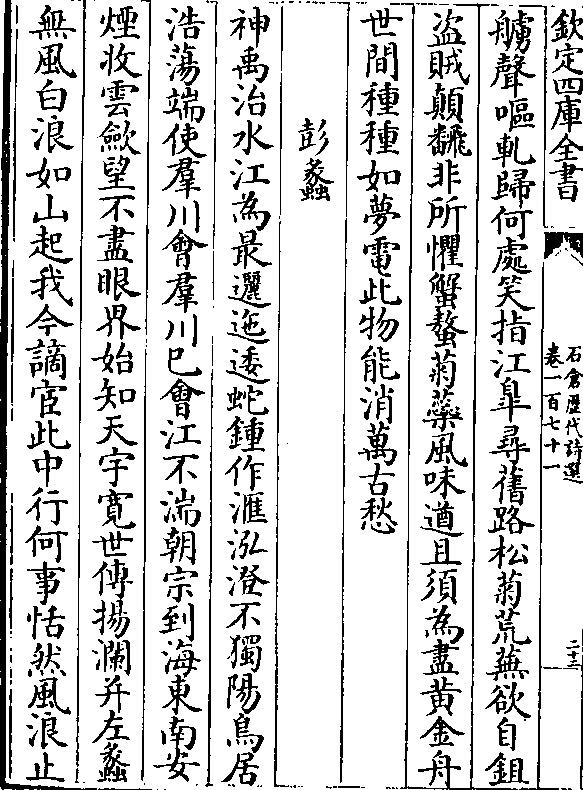 欽定四庫全書
石倉歷代詩選
卷一百七十一
二十三
艣聲嘔軋歸何處笑指江臯尋舊路松菊荒蕪欲自鉏
盜賊顛飜非所懼蟹螯菊蘂風味遒且須為盡黄金舟
世間種種如夢電此物能消萬古愁
彭蠡
神禹治水江為最邐迤逶蛇鍾作滙泓澄不獨陽鳥居
浩蕩端使羣川會羣川已會江不湍朝宗到海東南安
煙收雲歛望不盡眼界始知天宇寛世傳揚瀾并左蠡
無風白浪如山起我今謫宦此中行何事恬然風浪止